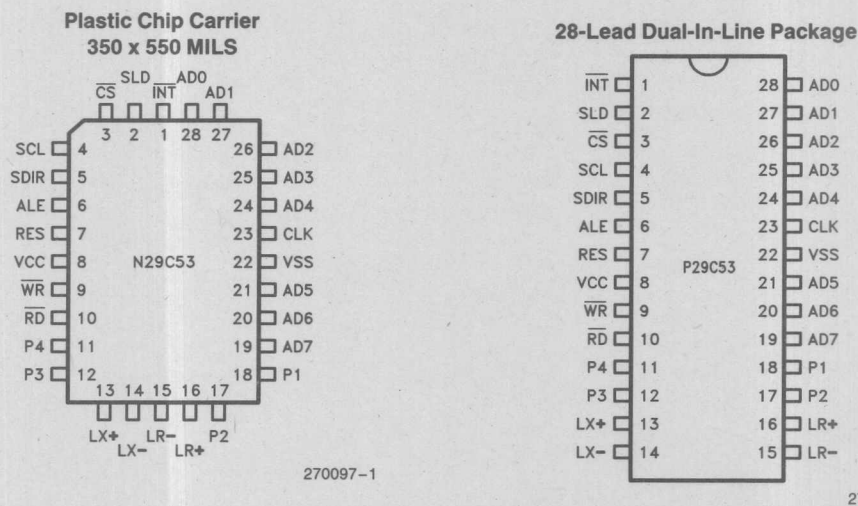 Plastic Chip Carrier
350 x 550 MILS
SLD AD0
CS INT AD1
3 2 1 28 27
SCL 4 26 AD2
SDIR 5 25 AD3
ALE 6 24 AD4
RES 7 23 CLK
VCC 8 N29C53 22 VSS
WR 9 21 AD5
RD 10 20 AD6
P4 11 19 AD7
P3 12 18 P1
13 14 15 16 17
LX+ LR− P2
LX− LR+
270097−1
28-Lead Dual-In-Line Package
INT 1 28 AD0
SLD 2 27 AD1
CS 3 26 AD2
SCL 4 25 AD3
SDIR 5 24 AD4
ALE 6 23 CLK
RES 7 P29C53 22 VSS
VCC 8 21 AD5
WR 9 20 AD6
RD 10 19 AD7
P4 11 18 P1
P3 12 17 P2
LX+ 13 16 LR+
LX− 14 15 LR−
2